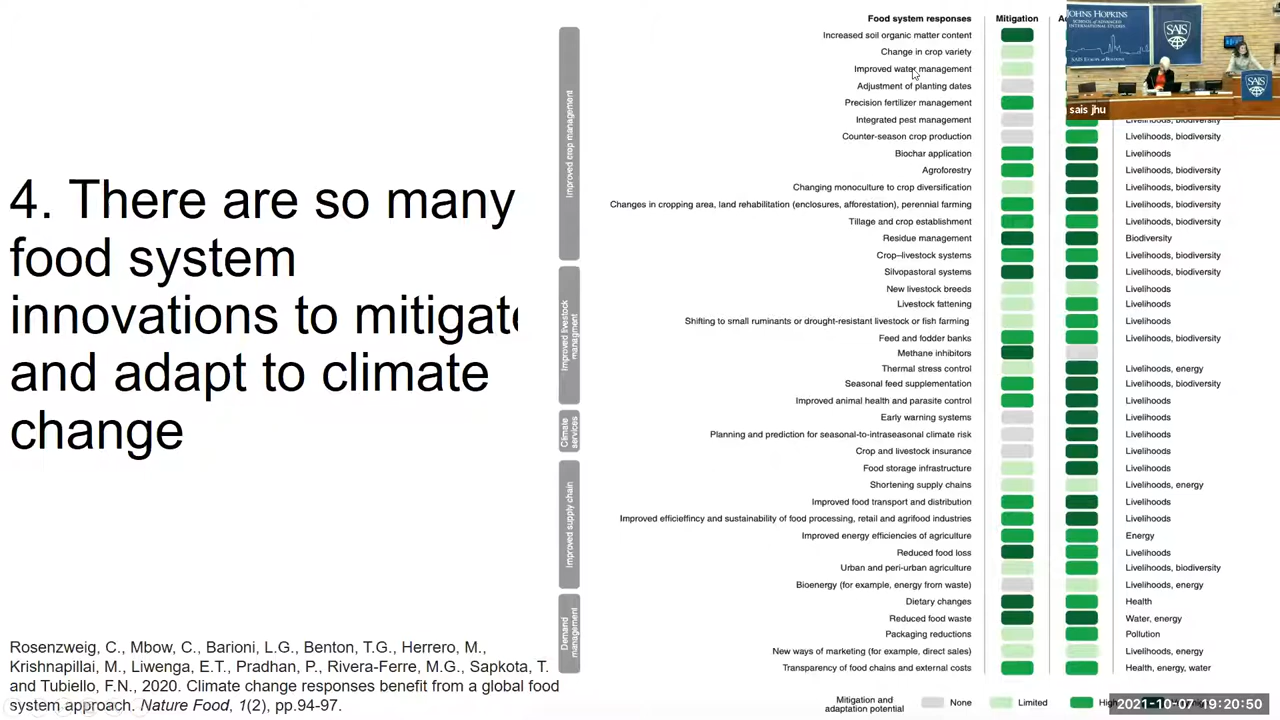 4. There are so many
food system
innovations to mitigate
and adapt to climate
change
Rosenzweig, C., Mbow, C., Barioni, L.G., Benton, T.G., Herrero, M.,
Krishnapillai, M., Liwenga, E.T., Pradhan, P., Rivera-Ferre, M.G., Sapkota, T.
and Tubiello, F.N., 2020. Climate change responses benefit from a global food
system approach. Nature Food, 1(2), pp.94-97.
Food system responses Mitigation
Improved crop management
Increased soil organic matter content
Change in crop variety
Improved water management
Adjustment of planting dates
Precision fertilizer management
Integrated pest management Livelihoods, biodiversity
Counter-season crop production Livelihoods, biodiversity
Biochar application Livelihoods
Agroforestry Livelihoods, biodiversity
Changing monoculture to crop diversification Livelihoods, biodiversity
Changes in cropping area, land rehabilitation (enclosures, afforestation), perennial farming Livelihoods, biodiversity
Tillage and crop establishment Livelihoods, biodiversity
Residue management Biodiversity
Crop–livestock systems Livelihoods, biodiversity
Improved livestock
managment
Silvopastoral systems Livelihoods, biodiversity
New livestock breeds Livelihoods
Livestock fattening Livelihoods
Shifting to small ruminants or drought-resistant livestock or fish farming Livelihoods
Feed and fodder banks Livelihoods, biodiversity
Methane inhibitors
Thermal stress control Livelihoods, energy
Seasonal feed supplementation Livelihoods, biodiversity
Improved animal health and parasite control Livelihoods
Climate
services
Early warning systems Livelihoods
Planning and prediction for seasonal-to-intraseasonal climate risk Livelihoods
Crop and livestock insurance Livelihoods
Improved supply chain
Food storage infrastructure Livelihoods
Shortening supply chains Livelihoods, energy
Improved food transport and distribution Livelihoods
Improved efficieffincy and sustainability of food processing, retail and agrifood industries Livelihoods
Improved energy efficiencies of agriculture Energy
Reduced food loss Livelihoods
Urban and peri-urban agriculture Livelihoods, biodiversity
Bioenergy (for example, energy from waste) Livelihoods, energy
Demand
management
Dietary changes Health
Reduced food waste Water, energy
Packaging reductions Pollution
New ways of marketing (for example, direct sales) Livelihoods, energy
Transparency of food chains and external costs Health, energy, water
Mitigation and
adaptation potential
None Limited
JOHNS HOPKINS
SCHOOL OF ADVANCED
INTERNATIONAL STUDIES
SAIS
SAIS
sais jhu
2021-10-07 19:20:50